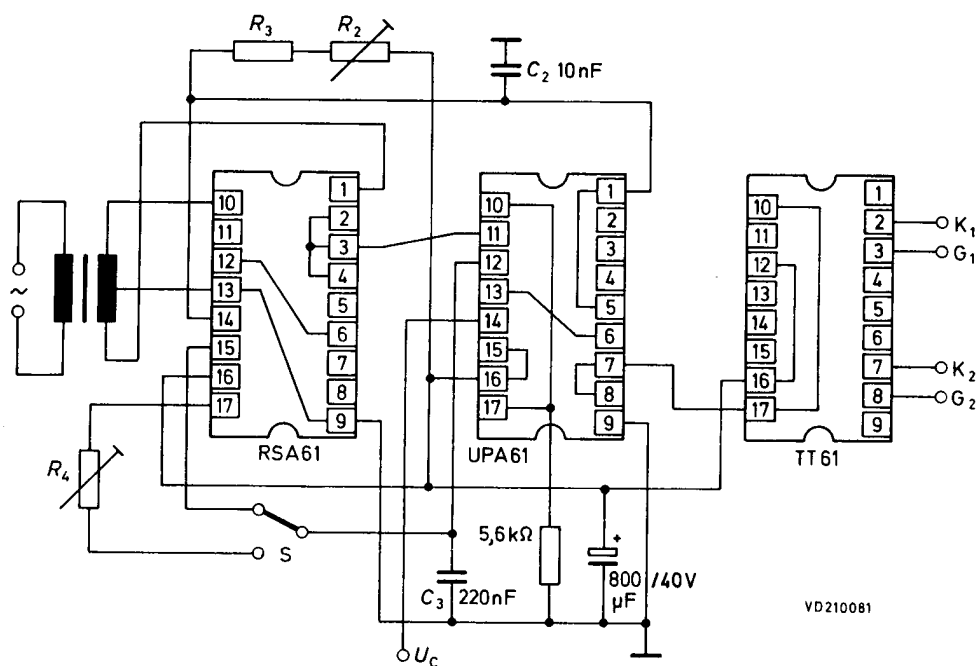 R3
R2
C2 10nF
10
11
12
13
14
15
16
17
1
2
3
4
5
6
7
8
9
RSA61
10
11
12
13
14
15
16
17
1
2
3
4
5
6
7
8
9
UPA61
10
11
12
13
14
15
16
17
1
2
3
4
5
6
7
8
9
TT61
K1
G1
K2
G2
~
R4
S
C3 220nF
5,6kΩ
+
800/40V
µF
UC
VD210081